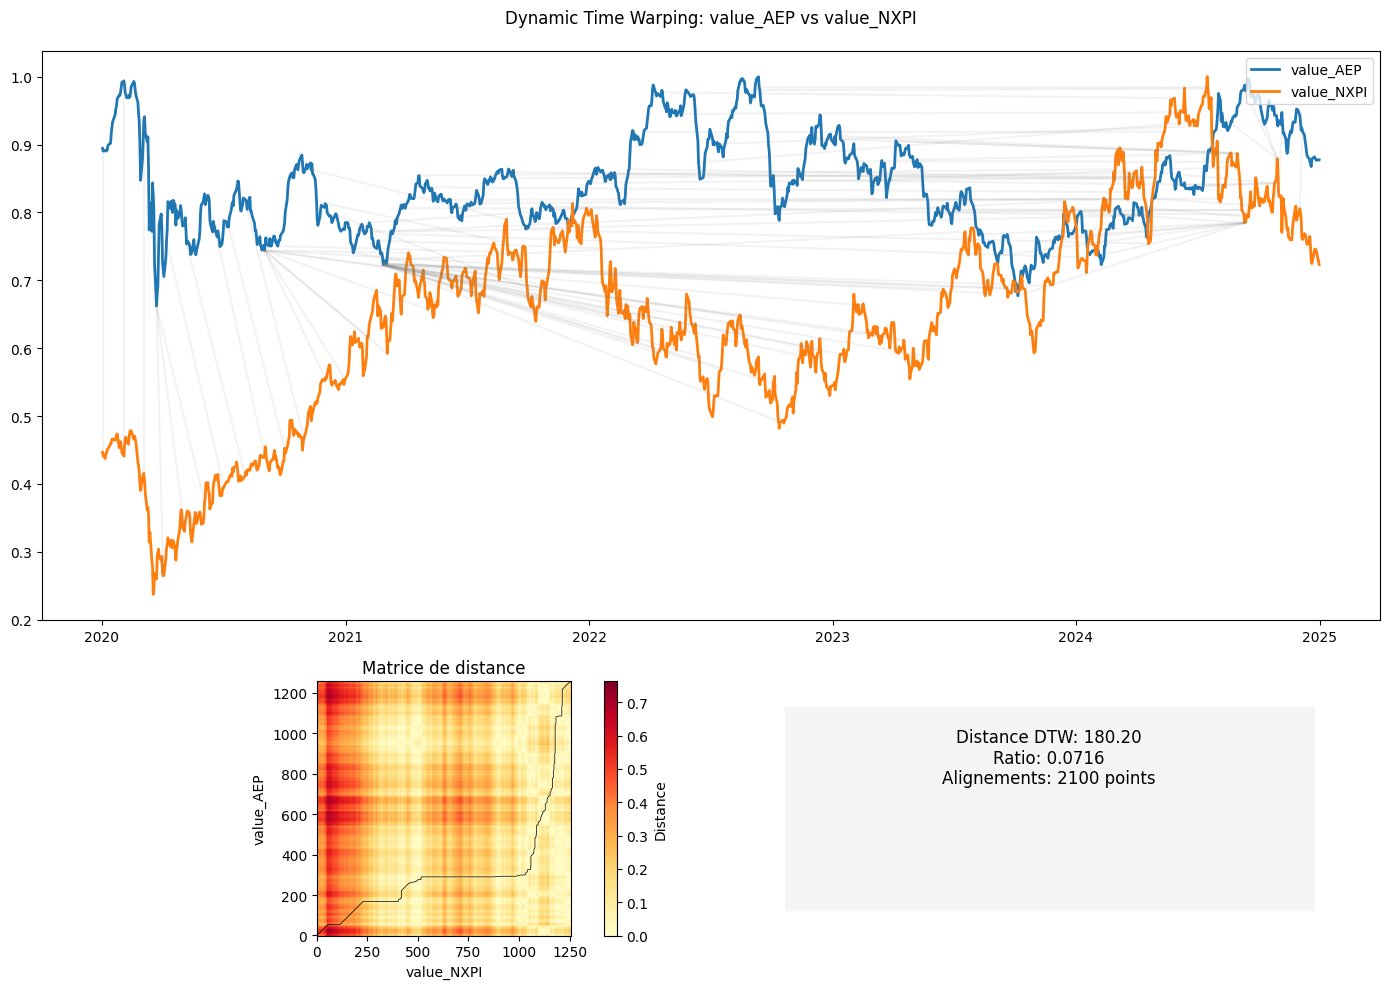 Dynamic Time Warping: value_AEP vs value_NXPI
value_AEP
value_NXPI
1.0
0.9
0.8
0.7
0.6
0.5
0.4
0.3
0.2
2020 2021 2022 2023 2024 2025
Matrice de distance
value_AEP
1200
1000
800
600
400
200
0
0 250 500 750 1000 1250
value_NXPI
0.7
0.6
0.5
0.4
0.3
0.2
0.1
0.0
Distance
Distance DTW: 180.20
Ratio: 0.0716
Alignements: 2100 points